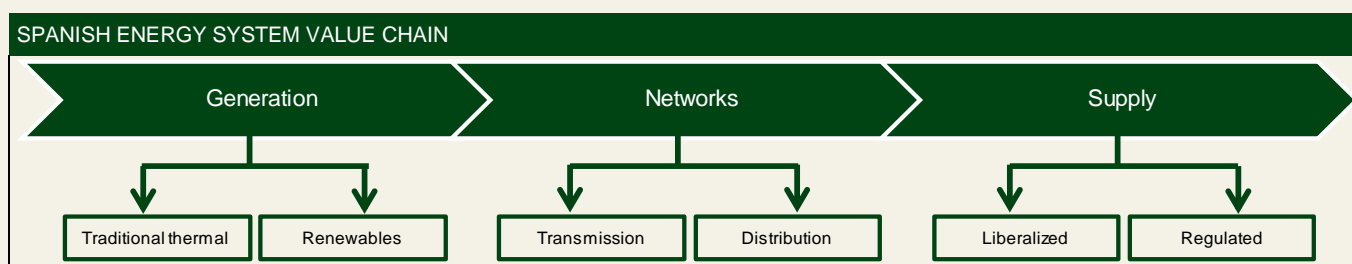 SPANISH ENERGY SYSTEM VALUE CHAIN
Generation Networks Supply
Traditional thermal Renewables Transmission Distribution Liberalized Regulated